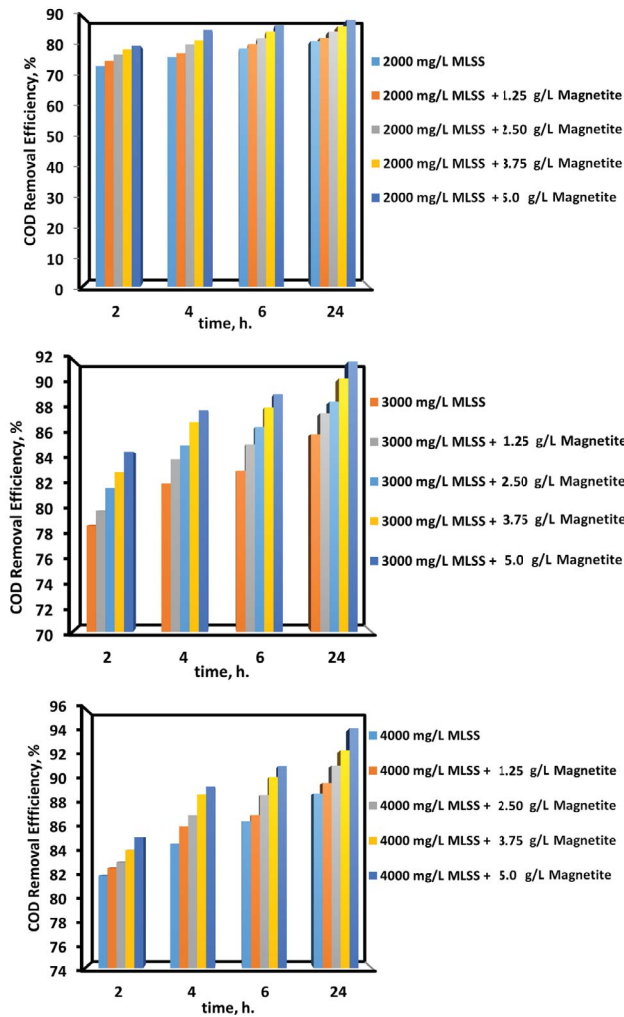 COD Removal Efficiency, %
90
80
70
60
50
40
30
20
10
0
2 4 6 24
time, h.
2000 mg/L MLSS
2000 mg/L MLSS + 1.25 g/L Magnetite
2000 mg/L MLSS + 2.50 g/L Magnetite
2000 mg/L MLSS + 3.75 g/L Magnetite
2000 mg/L MLSS + 5.0 g/L Magnetite
COD Removal Efficiency, %
92
90
88
86
84
82
80
78
76
74
72
70
2 4 6 24
time, h.
3000 mg/L MLSS
3000 mg/L MLSS + 1.25 g/L Magnetite
3000 mg/L MLSS + 2.50 g/L Magnetite
3000 mg/L MLSS + 3.75 g/L Magnetite
3000 mg/L MLSS + 5.0 g/L Magnetite
COD Removal Effficiency, %
96
94
92
90
88
86
84
82
80
78
76
74
2 4 6 24
time, h.
4000 mg/L MLSS
4000 mg/L MLSS + 1.25 g/L Magnetite
4000 mg/L MLSS + 2.50 g/L Magnetite
4000 mg/L MLSS + 3.75 g/L Magnetite
4000 mg/L MLSS + 5.0 g/L Magnetite